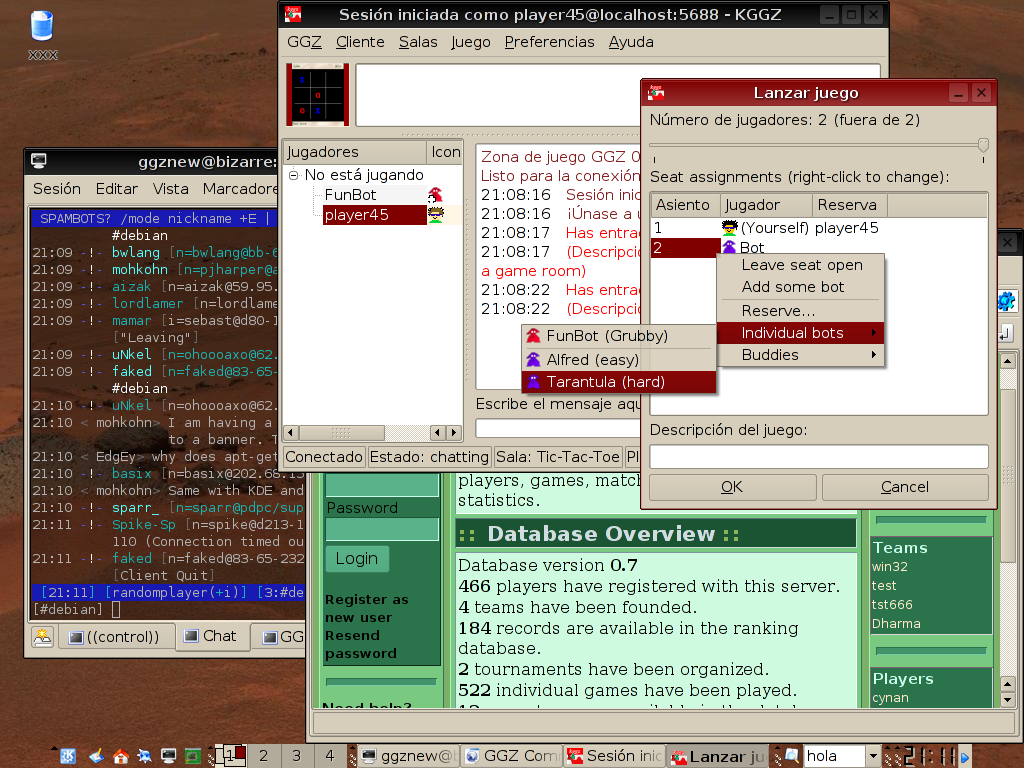 xxx
Sesión iniciada como player45@localhost:5688 - KGGZ
GGZ Cliente Salas Juego Preferencias Ayuda
Jugadores Icon
No está jugando
FunBot
player45
Zona de juego GGZ 0
Listo para la conexión
21:08:16 Sesión inic
21:08:16 ¡Únase a u
21:08:17 Has entrad
21:08:17 (Descripció
a game room)
21:08:22 Has entrad
21:08:22 (Descripció
Escribe el mensaje aqu
Conectado Estado: chatting Sala: Tic-Tac-Toe Pl
Lanzar juego
Número de jugadores: 2 (fuera de 2)
Seat assignments (right-click to change):
Asiento Jugador Reserva
1 (Yourself) player45
2 Bot
Leave seat open
Add some bot
Reserve...
Individual bots
Buddies
FunBot (Grubby)
Alfred (easy)
Tarantula (hard)
Descripción del juego:
OK Cancel
ggznew@bizarre:
Sesión Editar Vista Marcadore
SPAMBOTS? /mode nickname +E |
#debian
21:09 -!- bwlang [n=bwlang@bb-6
21:09 -!- mohkohn [n=pjharper@a
21:09 -!- aizak [n=aizak@59.95.
21:09 -!- lordlamer [n=lordlame
21:09 -!- mamar [i=sebast@d80-1
["Leaving"]
21:09 -!- uNkel [n=ohoooaxo@62.
21:09 -!- faked [n=faked@83-65-
#debian
21:10 -!- uNkel [n=ohoooaxo@62.
21:10 < mohkohn> I am having a
to a banner. T
21:10 < EdgEy> why does apt-get
21:10 -!- basix [n=basix@202.68.13
21:10 < mohkohn> Same with KDE and
21:10 -!- sparr_ [n=sparr@pdpc/sup
21:11 -!- Spike-Sp [n=spike@d213-1
110 (Connection timed ou
21:11 -!- faked [n=faked@83-65-232
[Client Quit]
[21:11] [randomplayer(+i)] [3:#de
[#debian]
((control)) Chat GG
Password
Login
Register as
new user
Resend
password
Need help?
players, games, match
statistics.
:: Database Overview ::
Database version 0.7
466 players have registered with this server.
4 teams have been founded.
184 records are available in the ranking
database.
2 tournaments have been organized.
522 individual games have been played.
Teams
win32
test
tst666
Dharma
Players
cynan
1 2 3 4 ggznew@b GGZ Com Sesión inic Lanzar ju hola 21:11